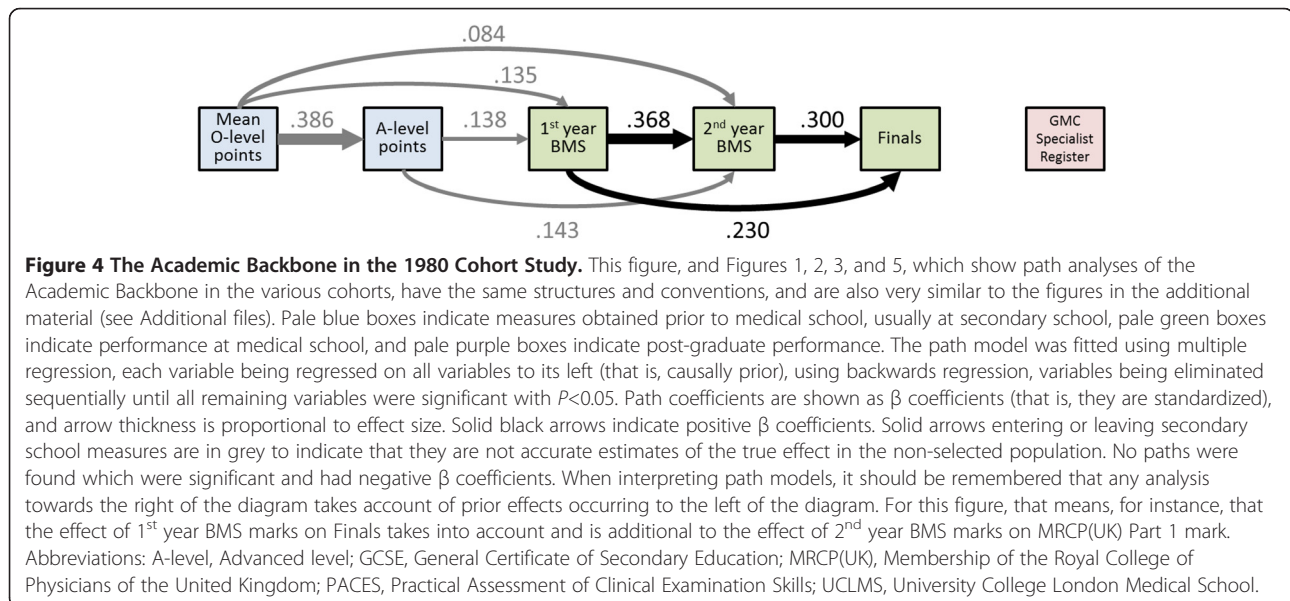 .084
.135
Mean
O-level
points
.386
A-level
points
.138
1st year
BMS
.368
2nd year
BMS
.300
Finals
GMC
Specialist
Register
.143
.230
Figure 4 The Academic Backbone in the 1980 Cohort Study. This figure, and Figures 1, 2, 3, and 5, which show path analyses of the
Academic Backbone in the various cohorts, have the same structures and conventions, and are also very similar to the figures in the additional
material (see Additional files). Pale blue boxes indicate measures obtained prior to medical school, usually at secondary school, pale green boxes
indicate performance at medical school, and pale purple boxes indicate post-graduate performance. The path model was fitted using multiple
regression, each variable being regressed on all variables to its left (that is, causally prior), using backwards regression, variables being eliminated
sequentially until all remaining variables were significant with P<0.05. Path coefficients are shown as β coefficients (that is, they are standardized),
and arrow thickness is proportional to effect size. Solid black arrows indicate positive β coefficients. Solid arrows entering or leaving secondary
school measures are in grey to indicate that they are not accurate estimates of the true effect in the non-selected population. No paths were
found which were significant and had negative β coefficients. When interpreting path models, it should be remembered that any analysis
towards the right of the diagram takes account of prior effects occurring to the left of the diagram. For this figure, that means, for instance, that
the effect of 1st year BMS marks on Finals takes into account and is additional to the effect of 2nd year BMS marks on MRCP(UK) Part 1 mark.
Abbreviations: A-level, Advanced level; GCSE, General Certificate of Secondary Education; MRCP(UK), Membership of the Royal College of
Physicians of the United Kingdom; PACES, Practical Assessment of Clinical Examination Skills; UCLMS, University College London Medical School.